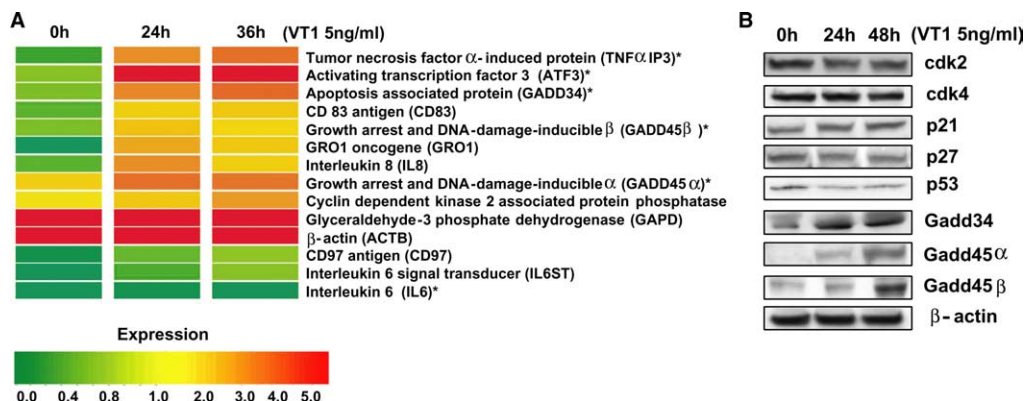 A
0h 24h 36h (VT1 5ng/ml)
Tumor necrosis factor α- induced protein (TNFα IP3)*
Activating transcription factor 3 (ATF3)*
Apoptosis associated protein (GADD34)*
CD 83 antigen (CD83)
Growth arrest and DNA-damage-inducible β (GADD45β )*
GRO1 oncogene (GRO1)
Interleukin 8 (IL8)
Growth arrest and DNA-damage-inducible α (GADD45 α)*
Cyclin dependent kinase 2 associated protein phosphatase
Glyceraldehyde-3 phosphate dehydrogenase (GAPD)
β-actin (ACTB)
CD97 antigen (CD97)
Interleukin 6 signal transducer (IL6ST)
Interleukin 6 (IL6)*
Expression
0.0 0.4 0.8 1.0 2.0 3.0 4.0 5.0
B
0h 24h 48h (VT1 5ng/ml)
cdk2
cdk4
p21
p27
p53
Gadd34
Gadd45 α
Gadd45 β
β- actin